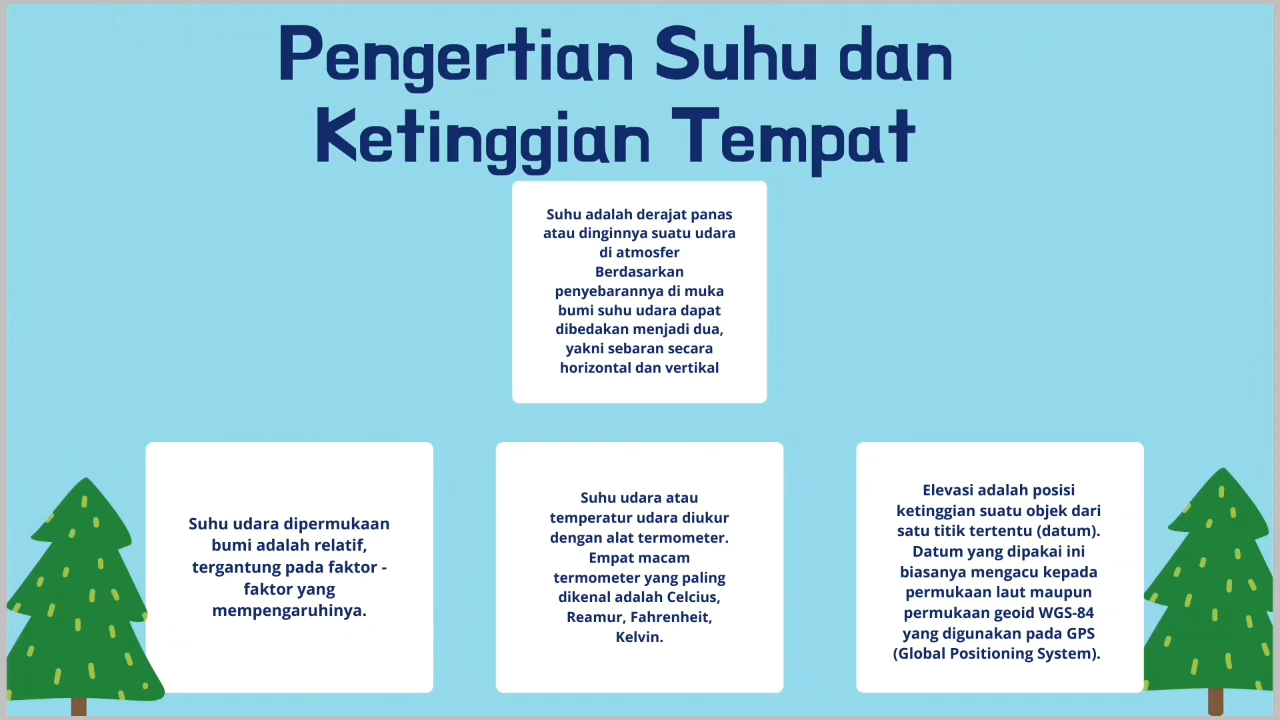 Pengertian Suhu dan
Ketinggian Tempat
Suhu adalah derajat panas
atau dinginnya suatu udara
di atmosfer
Berdasarkan
penyebarannya di muka
bumi suhu udara dapat
dibedakan menjadi dua,
yakni sebaran secara
horizontal dan vertikal
Suhu udara dipermukaan
bumi adalah relatif,
tergantung pada faktor -
faktor yang
mempengaruhinya.
Suhu udara atau
temperatur udara diukur
dengan alat termometer.
Empat macam
termometer yang paling
dikenal adalah Celcius,
Reamur, Fahrenheit,
Kelvin.
Elevasi adalah posisi
ketinggian suatu objek dari
satu titik tertentu (datum).
Datum yang dipakai ini
biasanya mengacu kepada
permukaan laut maupun
permukaan geoid WGS-84
yang digunakan pada GPS
(Global Positioning System).